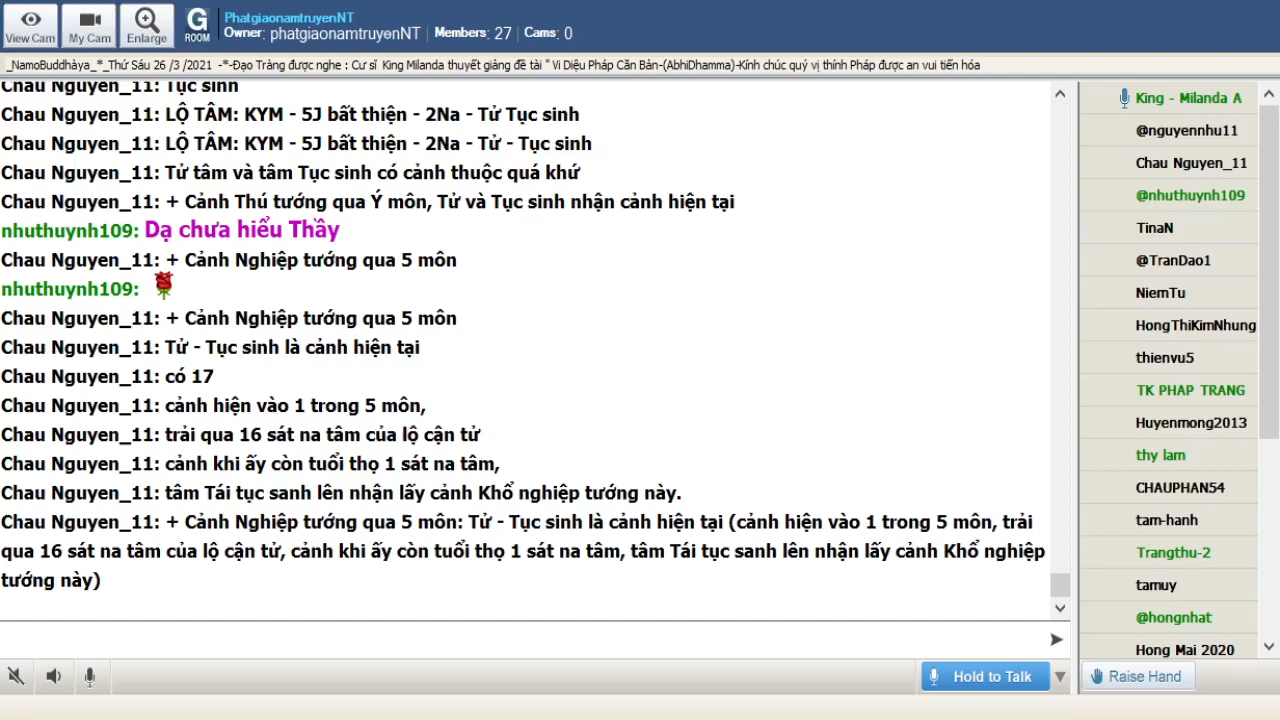 View Cam
My Cam
Enlarge
G
ROOM
PhatgiaonamtruyenNT
Owner: phatgiaonamtruyenNT | Members: 27 | Cams: 0
_NamoBuddhàya_*_Thứ Sáu 26 /3 /2021 -*-Đạo Tràng được nghe : Cư sĩ King Milanda thuyết giảng đề tài " Vi Diệu Pháp Căn Bản-(AbhiDhamma)-Kính chúc quý vị thính Pháp được an vui tiến hóa
Chau Nguyen_11: Tục sinh
Chau Nguyen_11: LỘ TÂM: KYM - 5J bất thiện - 2Na - Tử Tục sinh
Chau Nguyen_11: LỘ TÂM: KYM - 5J bất thiện - 2Na - Tử - Tục sinh
Chau Nguyen_11: Tử tâm và tâm Tục sinh có cảnh thuộc quá khứ
Chau Nguyen_11: + Cảnh Thú tướng qua Ý môn, Tử và Tục sinh nhận cảnh hiện tại
nhuthuynh109: Dạ chưa hiểu Thầy
Chau Nguyen_11: + Cảnh Nghiệp tướng qua 5 môn
nhuthuynh109:
Chau Nguyen_11: + Cảnh Nghiệp tướng qua 5 môn
Chau Nguyen_11: Tử - Tục sinh là cảnh hiện tại
Chau Nguyen_11: có 17
Chau Nguyen_11: cảnh hiện vào 1 trong 5 môn,
Chau Nguyen_11: trải qua 16 sát na tâm của lộ cận tử
Chau Nguyen_11: cảnh khi ấy còn tuổi thọ 1 sát na tâm,
Chau Nguyen_11: tâm Tái tục sanh lên nhận lấy cảnh Khổ nghiệp tướng này.
Chau Nguyen_11: + Cảnh Nghiệp tướng qua 5 môn: Tử - Tục sinh là cảnh hiện tại (cảnh hiện vào 1 trong 5 môn, trải
qua 16 sát na tâm của lộ cận tử, cảnh khi ấy còn tuổi thọ 1 sát na tâm, tâm Tái tục sanh lên nhận lấy cảnh Khổ nghiệp
tướng này)
King - Milanda A
@nguyennhu11
Chau Nguyen_11
@nhuthuynh109
TinaN
@TranDao1
NiemTu
HongThiKimNhung
thienvu5
TK PHAP TRANG
Huyenmong2013
thy lam
CHAUPHAN54
tam-hanh
Trangthu-2
tamuy
@hongnhat
Hong Mai 2020
Hold to Talk
Raise Hand